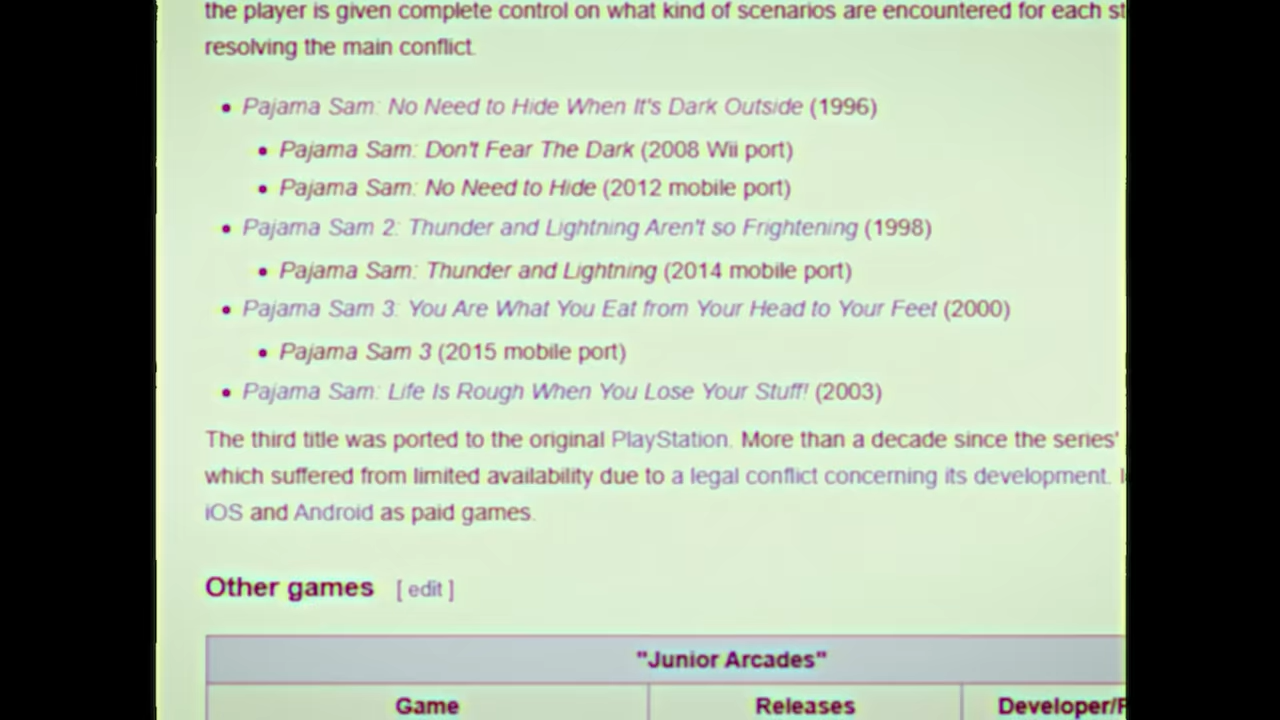 the player is given complete control on what kind of scenarios are encountered for each
resolving the main conflict.
Pajama Sam: No Need to Hide When It's Dark Outside (1996)
Pajama Sam: Don't Fear The Dark (2008 Wii port)
Pajama Sam: No Need to Hide (2012 mobile port)
Pajama Sam 2: Thunder and Lightning Aren't so Frightening (1998)
Pajama Sam: Thunder and Lightning (2014 mobile port)
Pajama Sam 3: You Are What You Eat from Your Head to Your Feet (2000)
Pajama Sam 3 (2015 mobile port)
Pajama Sam: Life Is Rough When You Lose Your Stuff! (2003)
The third title was ported to the original PlayStation. More than a decade since the series'
which suffered from limited availability due to a legal conflict concerning its development.
iOS and Android as paid games.
Other games [ edit ]
"Junior Arcades"
Game Releases Developer/